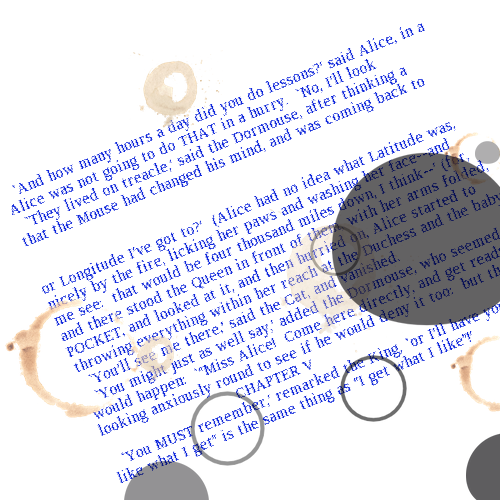 `And how many hours a day did you do lessons?' said Alice, in a
Alice was not going to do THAT in a hurry. `No, I'll look
`They lived on treacle,' said the Dormouse, after thinking a
that the Mouse had changed his mind, and was coming back to
or Longitude I've got to?' (Alice had no idea what Latitude was,
nicely by the fire, licking her paws and washing her face--and
me see: that would be four thousand miles down, I think--' (for,
and there stood the Queen in front of them, with her arms folded,
POCKET, and looked at it, and then hurried on, Alice started to
throwing everything within her reach at the Duchess and the baby
`You'll see me there,' said the Cat, and vanished.
`You might just as well say,' added the Dormouse, who seemed
would happen: `"Miss Alice! Come here directly, and get ready
looking anxiously round to see if he would deny it too: but the
CHAPTER V
`You MUST remember,' remarked the King, `or I'll have you
like what I get" is the same thing as "I get what I like"!'